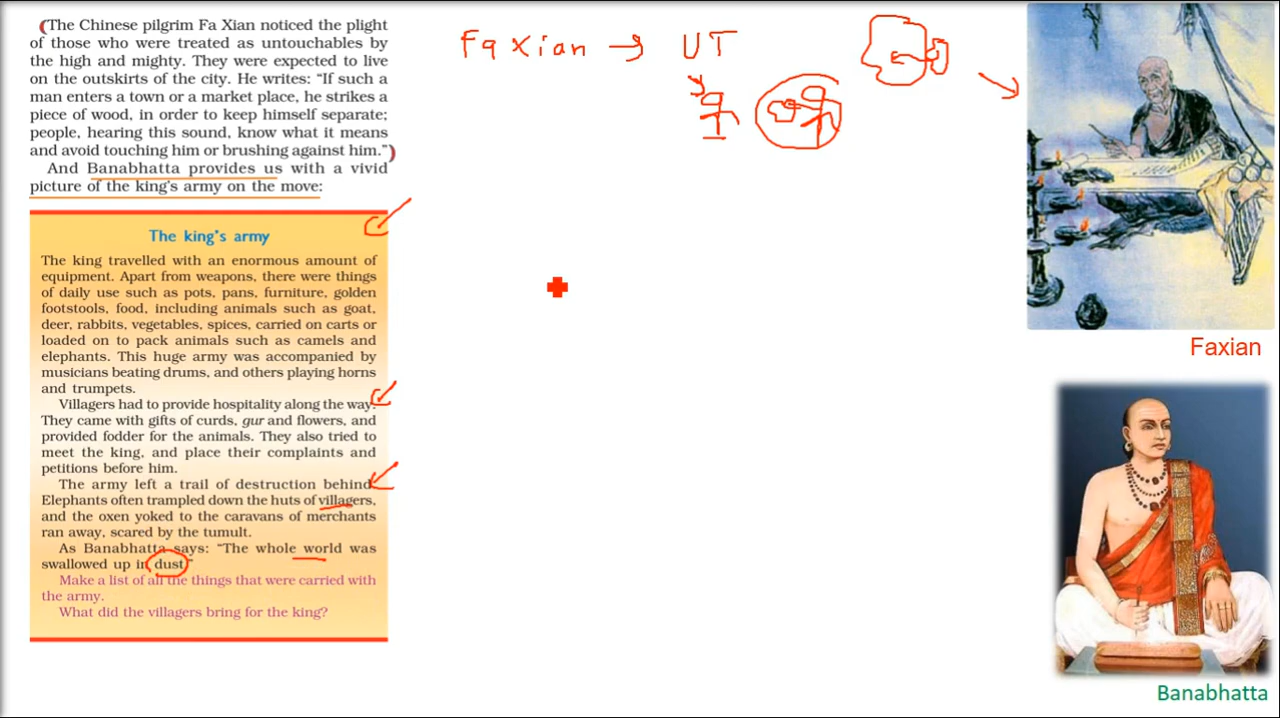 (The Chinese pilgrim Fa Xian noticed the plight
of those who were treated as untouchables by
the high and mighty. They were expected to live
on the outskirts of the city. He writes: “If such a
man enters a town or a market place, he strikes a
piece of wood, in order to keep himself separate;
people, hearing this sound, know what it means
and avoid touching him or brushing against him.”)
And Banabhatta provides us with a vivid
picture of the king’s army on the move:
The king’s army
The king travelled with an enormous amount of
equipment. Apart from weapons, there were things
of daily use such as pots, pans, furniture, golden
footstools, food, including animals such as goat,
deer, rabbits, vegetables, spices, carried on carts or
loaded on to pack animals such as camels and
elephants. This huge army was accompanied by
musicians beating drums, and others playing horns
and trumpets.
Villagers had to provide hospitality along the way.
They came with gifts of curds, gur and flowers, and
provided fodder for the animals. They also tried to
meet the king, and place their complaints and
petitions before him.
The army left a trail of destruction behind.
Elephants often trampled down the huts of villagers,
and the oxen yoked to the caravans of merchants
ran away, scared by the tumult.
As Banabhatta says: “The whole world was
swallowed up in dust.”
Make a list of all the things that were carried with
the army.
What did the villagers bring for the king?
Fa Xian → UT
Faxian
Banabhatta